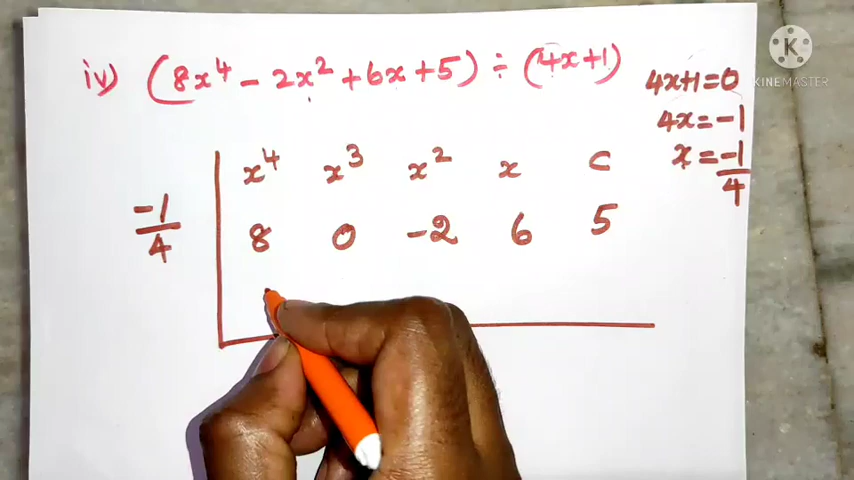 iv) (8x⁴ - 2x² + 6x + 5) ÷ (4x+1)
4x+1=0
4x=-1
x=-1/4
x⁴ x³ x² x C
-1/4 8 0 -2 6 5
K
KINEMASTER